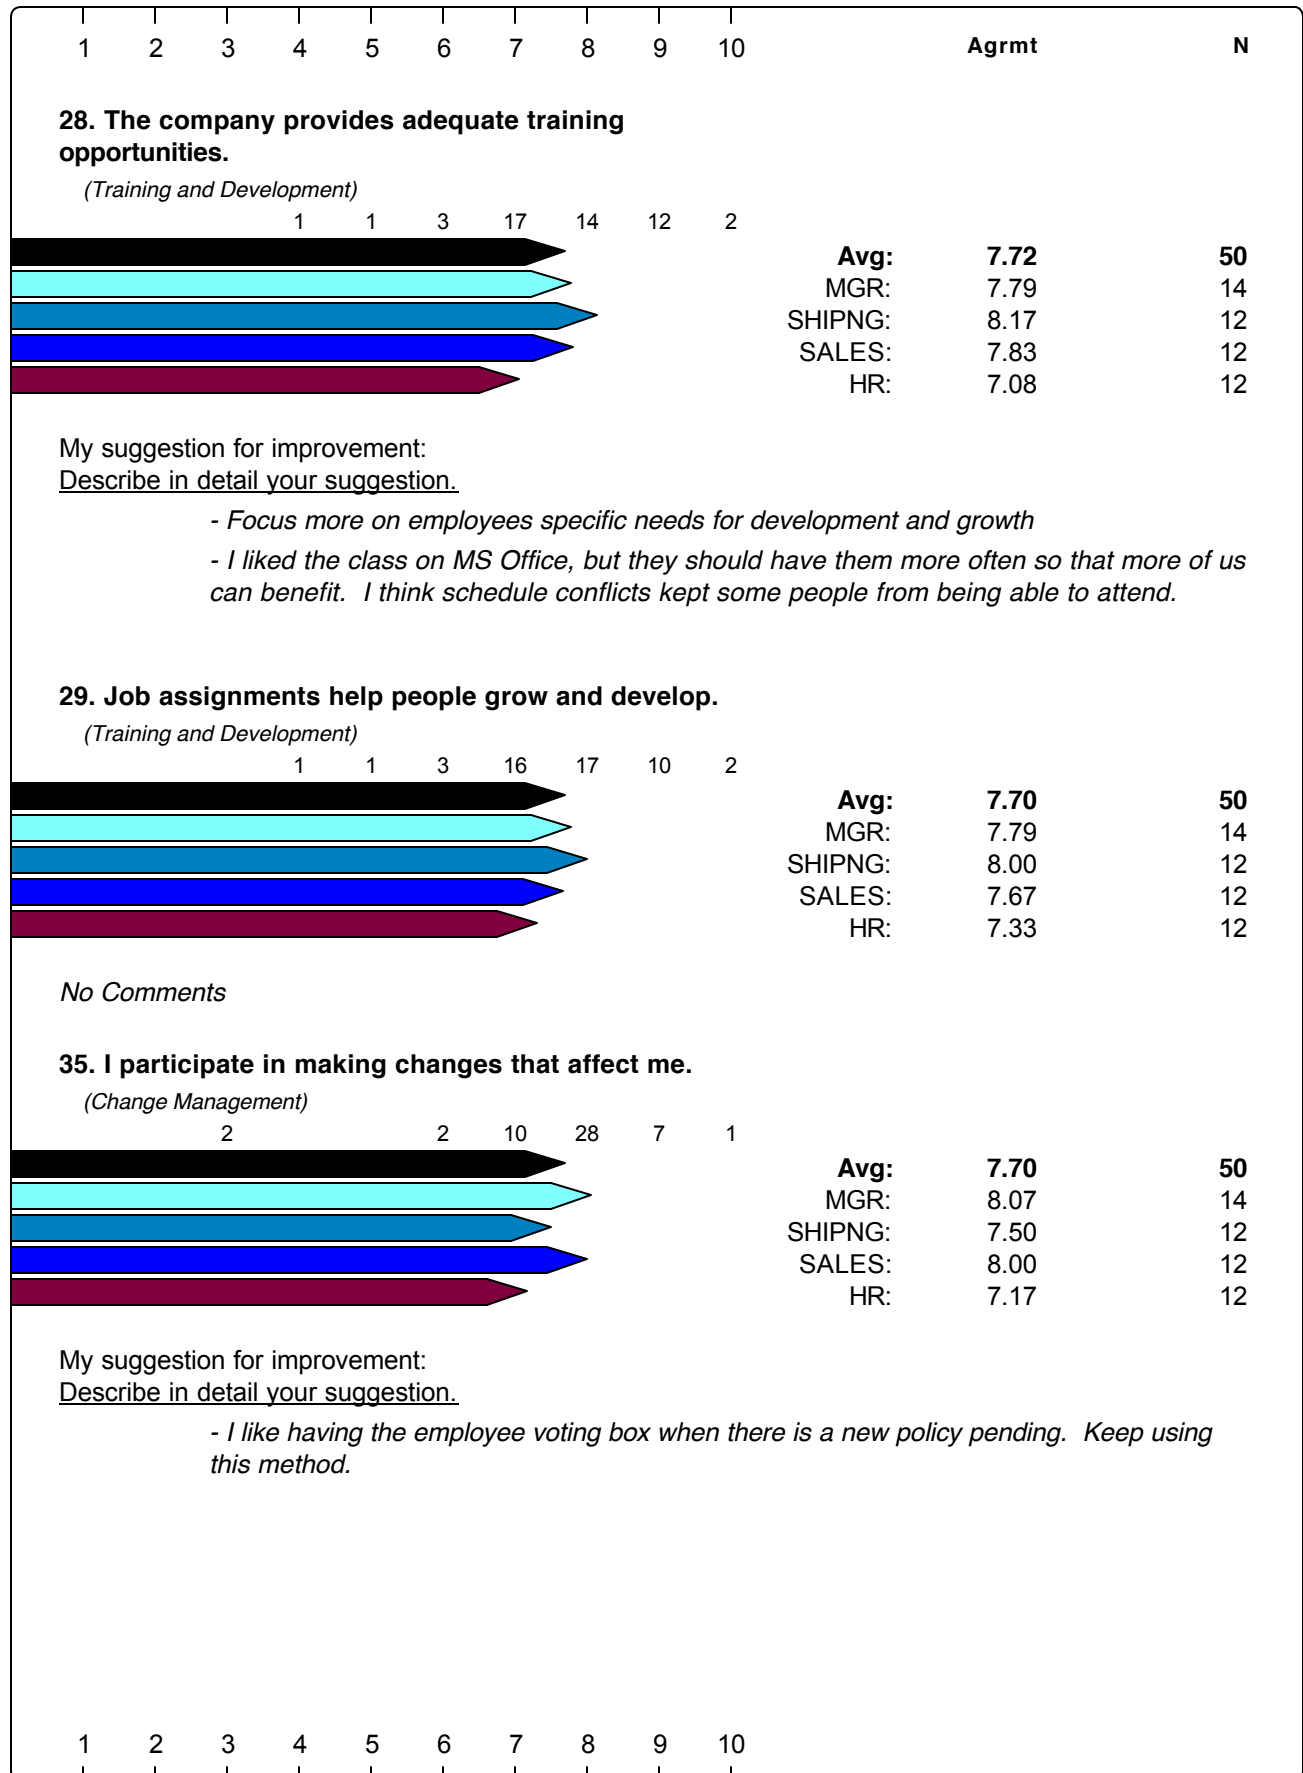 1 2 3 4 5 6 7 8 9 10 Agrmt N
28. The company provides adequate training
opportunities.
(Training and Development)
1 1 3 17 14 12 2
Avg: 7.72 50
MGR: 7.79 14
SHIPNG: 8.17 12
SALES: 7.83 12
HR: 7.08 12
My suggestion for improvement:
Describe in detail your suggestion.
- Focus more on employees specific needs for development and growth
- I liked the class on MS Office, but they should have them more often so that more of us
can benefit.  I think schedule conflicts kept some people from being able to attend.
29. Job assignments help people grow and develop.
(Training and Development)
1 1 3 16 17 10 2
Avg: 7.70 50
MGR: 7.79 14
SHIPNG: 8.00 12
SALES: 7.67 12
HR: 7.33 12
No Comments
35. I participate in making changes that affect me.
(Change Management)
2 2 10 28 7 1
Avg: 7.70 50
MGR: 8.07 14
SHIPNG: 7.50 12
SALES: 8.00 12
HR: 7.17 12
My suggestion for improvement:
Describe in detail your suggestion.
- I like having the employee voting box when there is a new policy pending.  Keep using
this method.
1 2 3 4 5 6 7 8 9 10